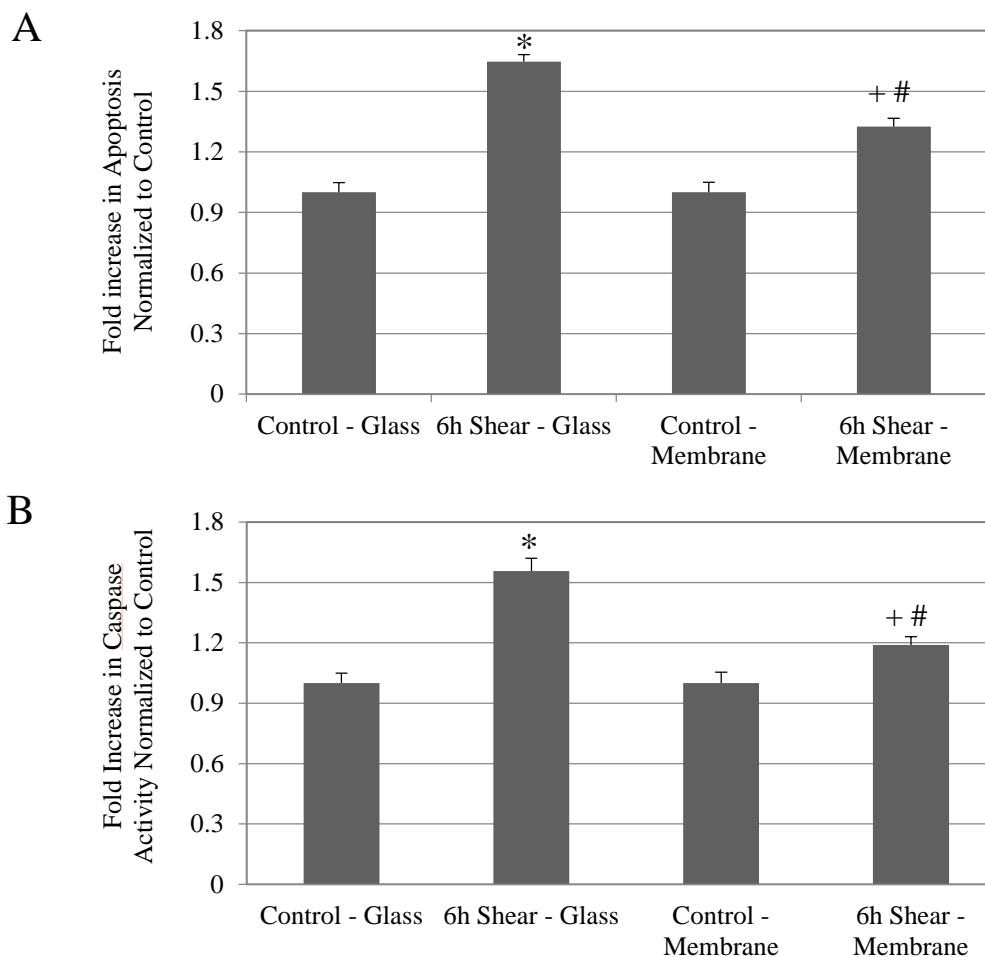 A
Fold increase in Apoptosis
Normalized to Control
1.8
1.5
1.2
0.9
0.6
0.3
0
*
+ #
Control - Glass
6h Shear - Glass
Control -
Membrane
6h Shear -
Membrane
B
Fold Increase in Caspase
Activity Normalized to Control
1.8
1.5
1.2
0.9
0.6
0.3
0
*
+ #
Control - Glass
6h Shear - Glass
Control -
Membrane
6h Shear -
Membrane